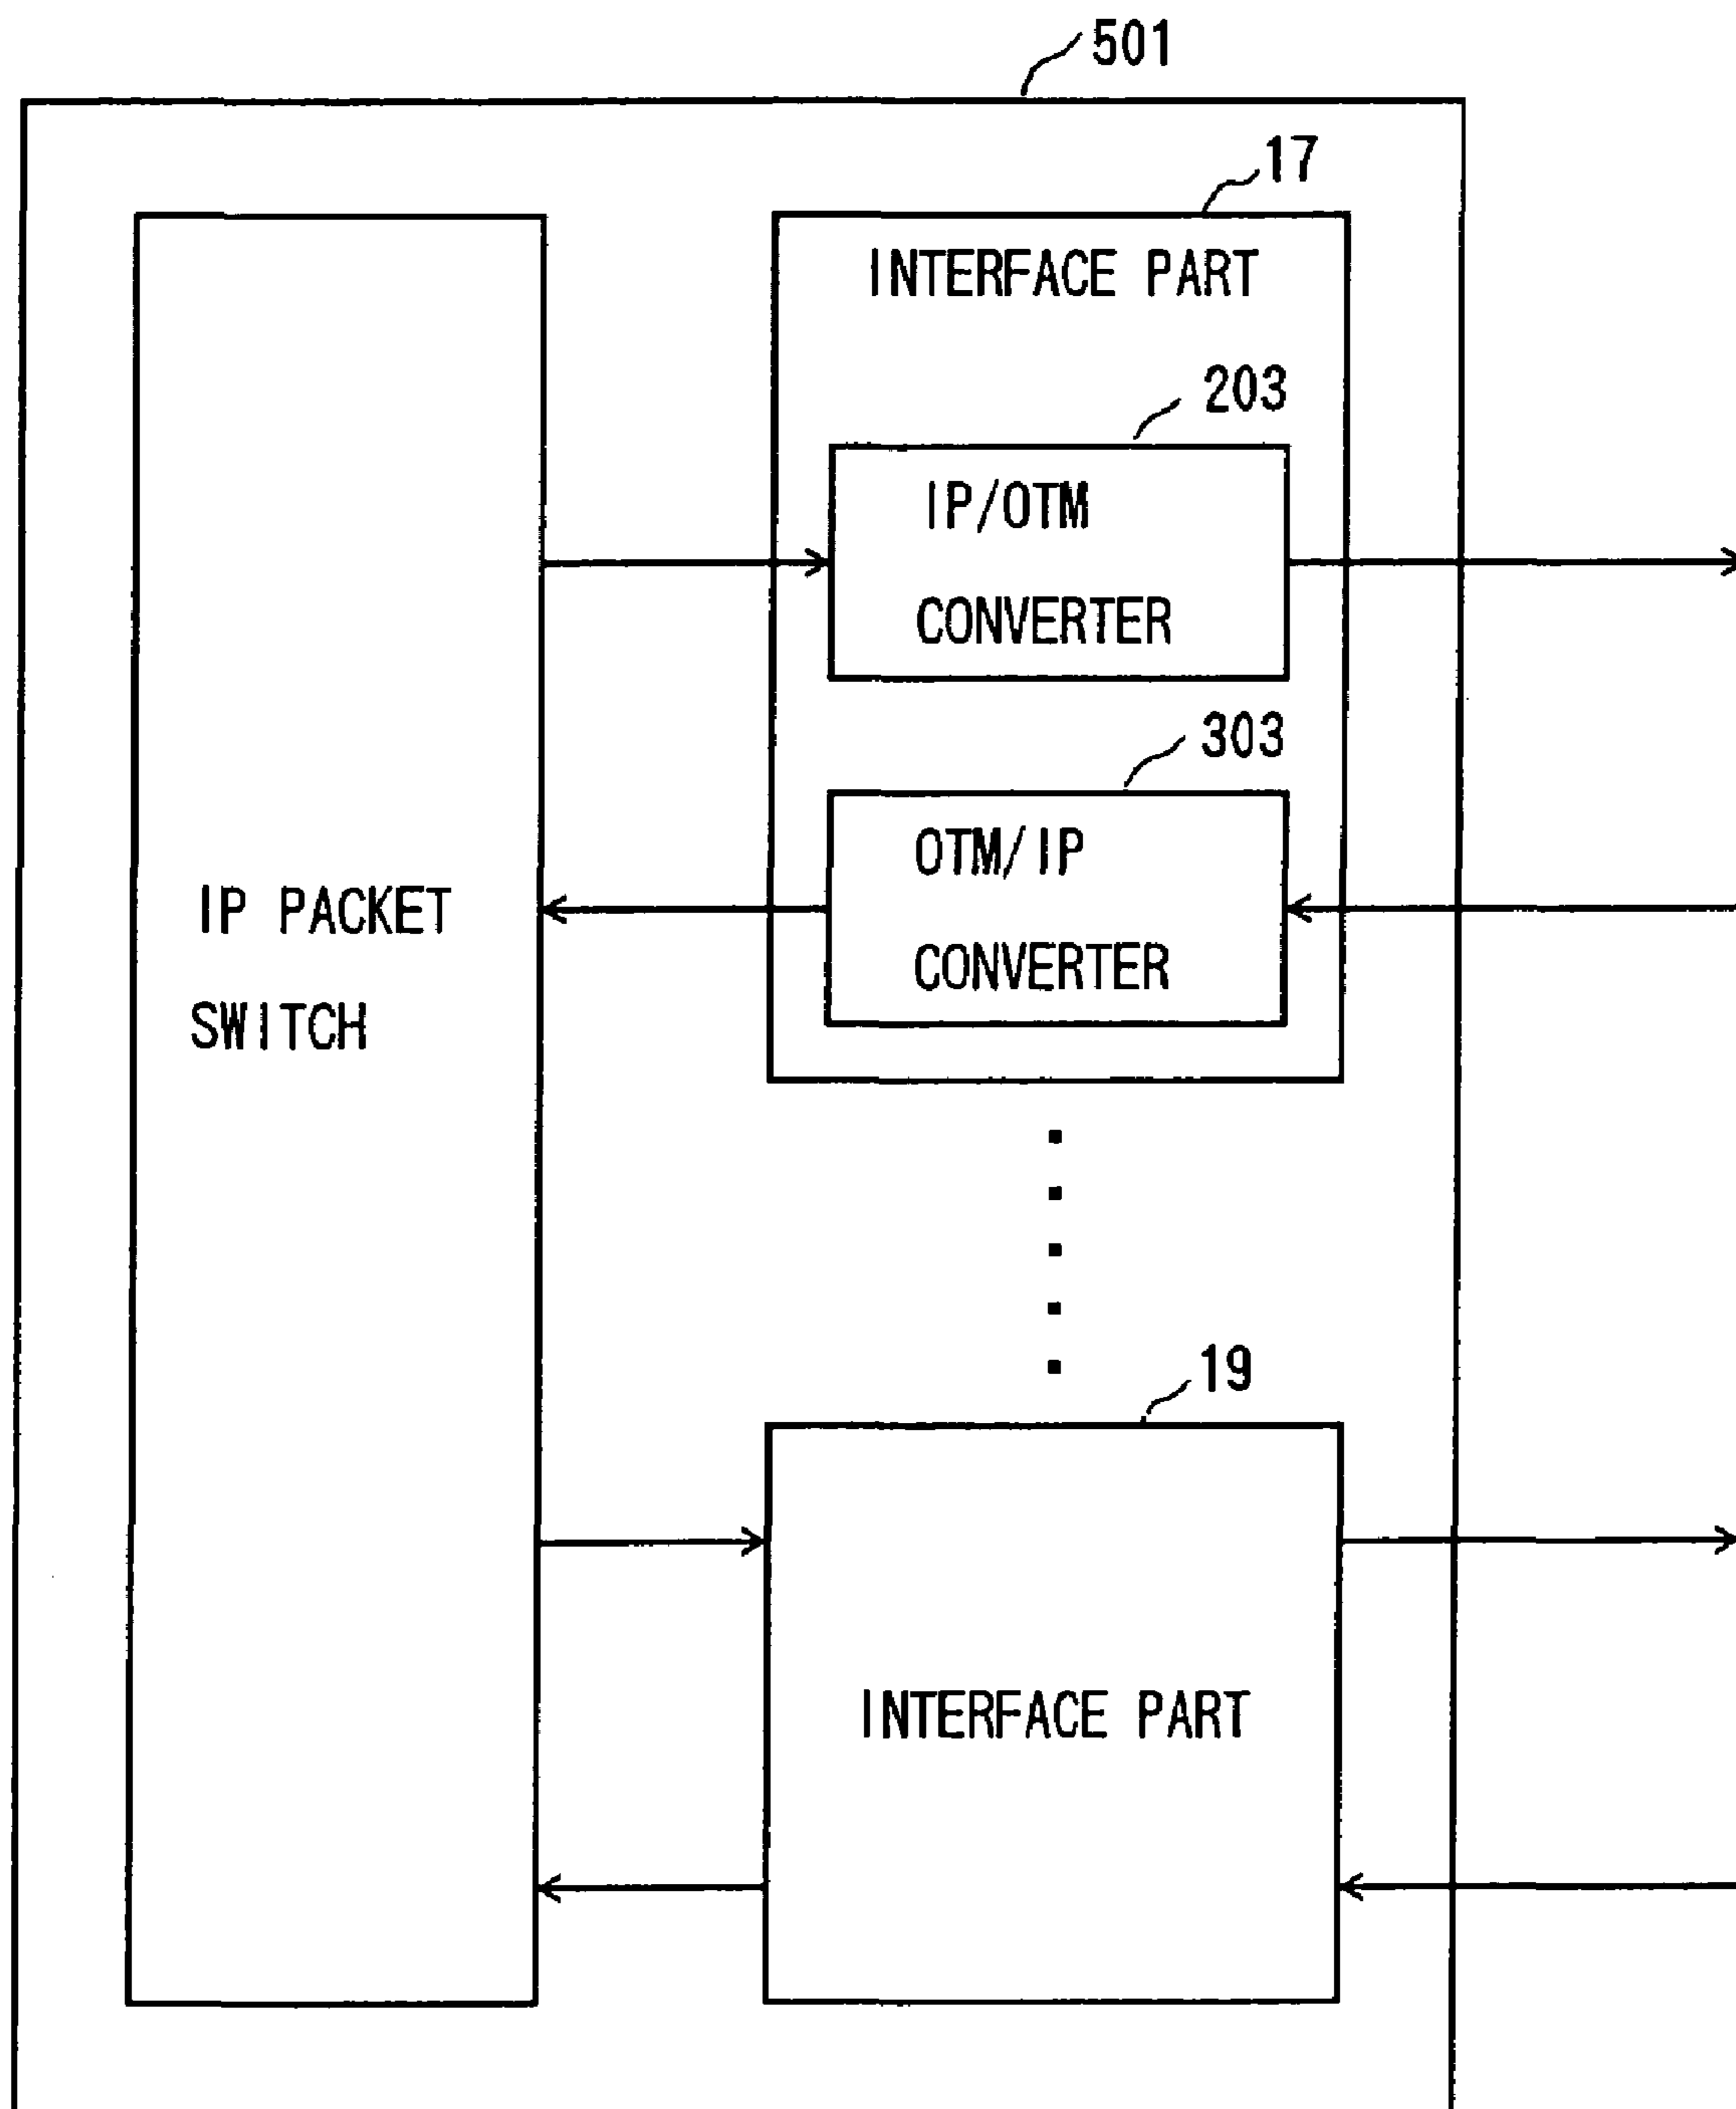 501
17
INTERFACE PART
203
IP/OTM
CONVERTER
303
OTM/IP
CONVERTER
IP PACKET
SWITCH
19
INTERFACE PART